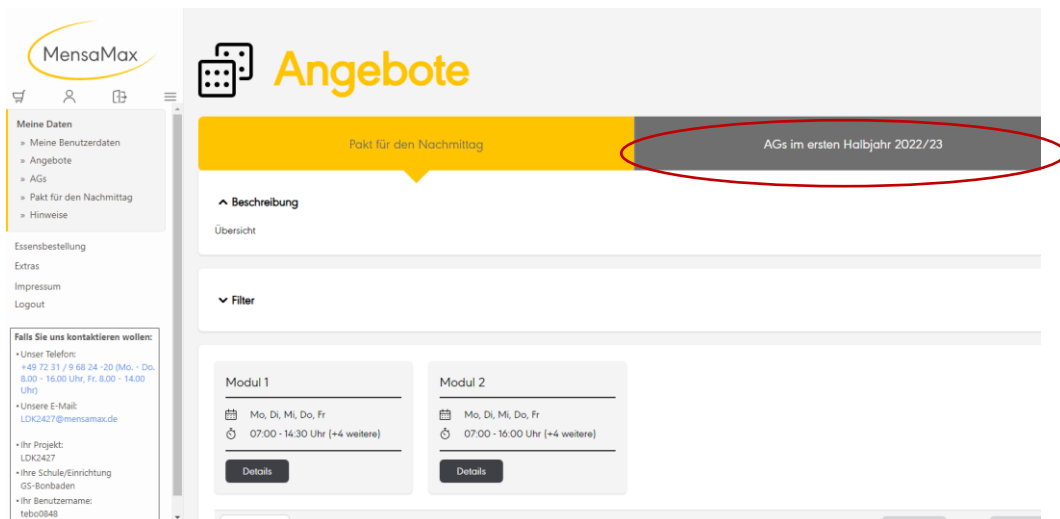 MensaMax
Meine Daten
» Meine Benutzerdaten
» Angebote
» AGs
» Pakt für den Nachmittag
» Hinweise
Essensbestellung
Extras
Impressum
Logout
Falls Sie uns kontaktieren wollen:
• Unser Telefon:
+49 72 31 / 9 68 24 -20 (Mo. - Do.
8.00 - 16.00 Uhr, Fr. 8.00 - 14.00
Uhr)
• Unsere E-Mail:
LDK2427@mensamax.de
• Ihr Projekt:
LDK2427
• Ihre Schule/Einrichtung
GS-Bonbaden
• Ihr Benutzername:
tebo0848
Angebote
Pakt für den Nachmittag
AGs im ersten Halbjahr 2022/23
Beschreibung
Übersicht
Filter
Modul 1
Mo, Di, Mi, Do, Fr
07:00 - 14:30 Uhr (+4 weitere)
Details
Modul 2
Mo, Di, Mi, Do, Fr
07:00 - 16:00 Uhr (+4 weitere)
Details